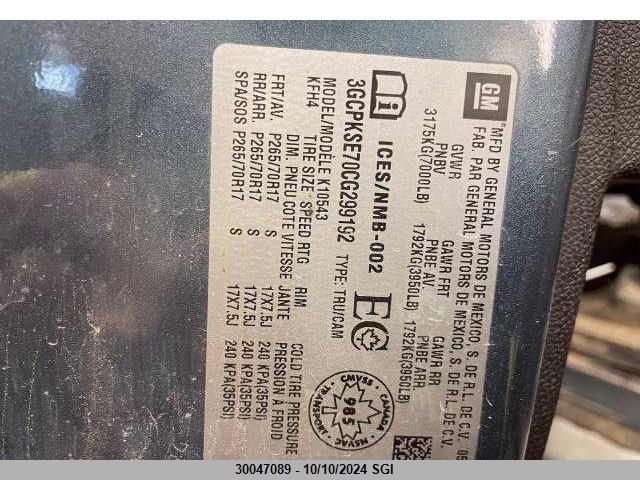 GM
MFD BY GENERAL MOTORS DE MEXICO, S. DE R.L. DE C.V. 05
FAB. PAR GENERAL MOTORS DE MEXICO, S. DE R.L. DE C.V.
GVWR GAWR FRT GAWR RR
PNBV PNBE AV. PNBE ARR.
3175KG(7000LB) 1792KG(3950LB) 1792KG(3950LB)
i ICES/NMB-002 EC
TRANSPORT CMVSS CANADA NSVAC
985
3GCPKSE70CG299192 TYPE: TRU/CAM
MODEL/MODÈLE K10543
KFH4
TIRE SIZE SPEED RTG RIM COLD TIRE PRESSURE
DIM. PNEU COTE VITESSE JANTE PRESSION À FROID
FRT/AV. P265/70R17 S 17X7.5J 240 KPA(35PSI)
RR/ARR. P265/70R17 S 17X7.5J 240 KPA(35PSI)
SPA/SOS P265/70R17 S 17X7.5J 240 KPA(35PSI)
30047089 - 10/10/2024 SGI